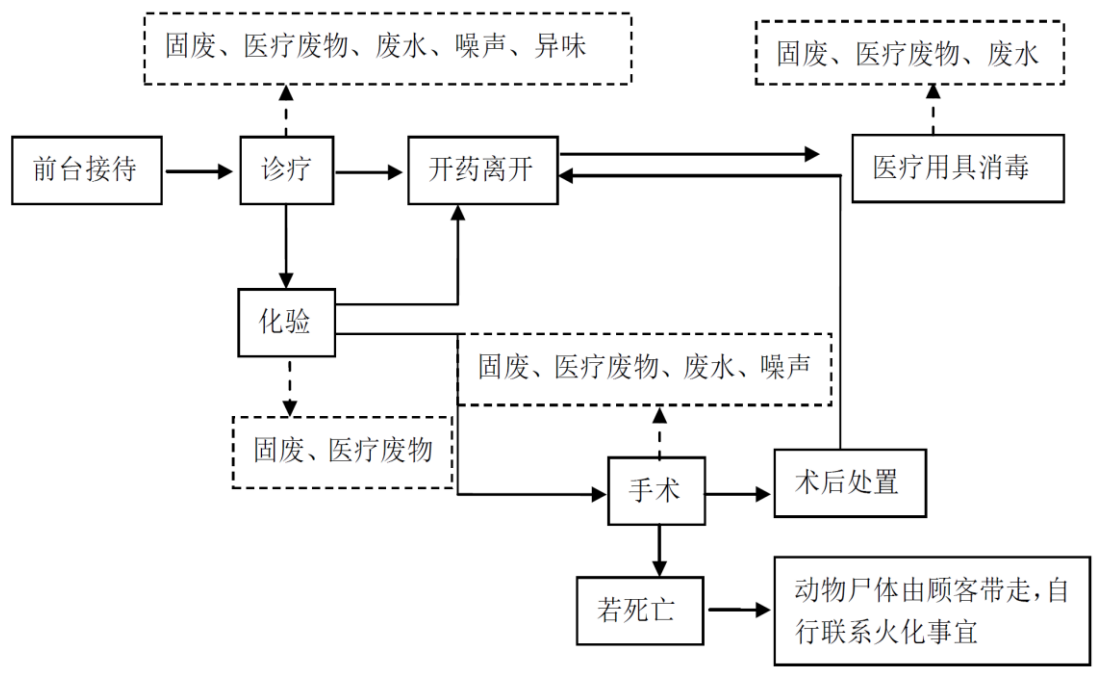 固废、医疗废物、废水、噪声、异味
固废、医疗废物、废水
前台接待
诊疗
开药离开
医疗用具消毒
化验
固废、医疗废物、废水、噪声
固废、医疗废物
手术
术后处置
若死亡
动物尸体由顾客带走，自
行联系火化事宜